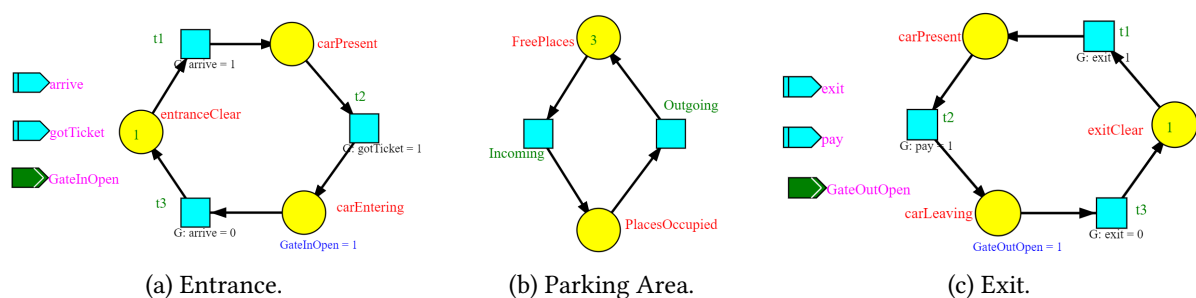 t1
carPresent
G: arrive = 1
arrive
entranceClear
t2
gotTicket
1
G: gotTicket = 1
GateInOpen
t3
carEntering
G: arrive = 0
GateInOpen = 1
(a) Entrance.
FreePlaces
3
Outgoing
Incoming
PlacesOccupied
(b) Parking Area.
carPresent
t1
G: exit = 1
exit
t2
exitClear
1
pay
G: pay = 1
GateOutOpen
carLeaving
t3
G: exit = 0
GateOutOpen = 1
(c) Exit.